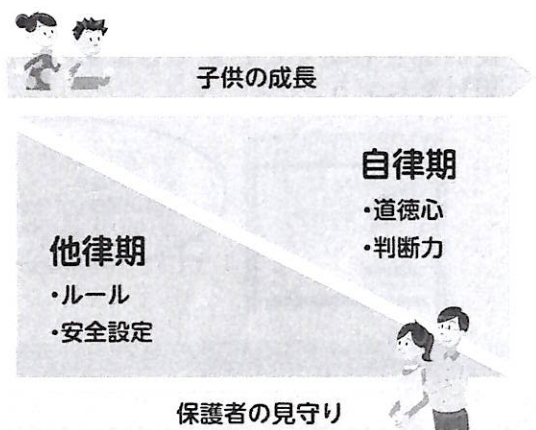 子供の成長
自律期
・道徳心
・判断力
他律期
・ルール
・安全設定
保護者の見守り